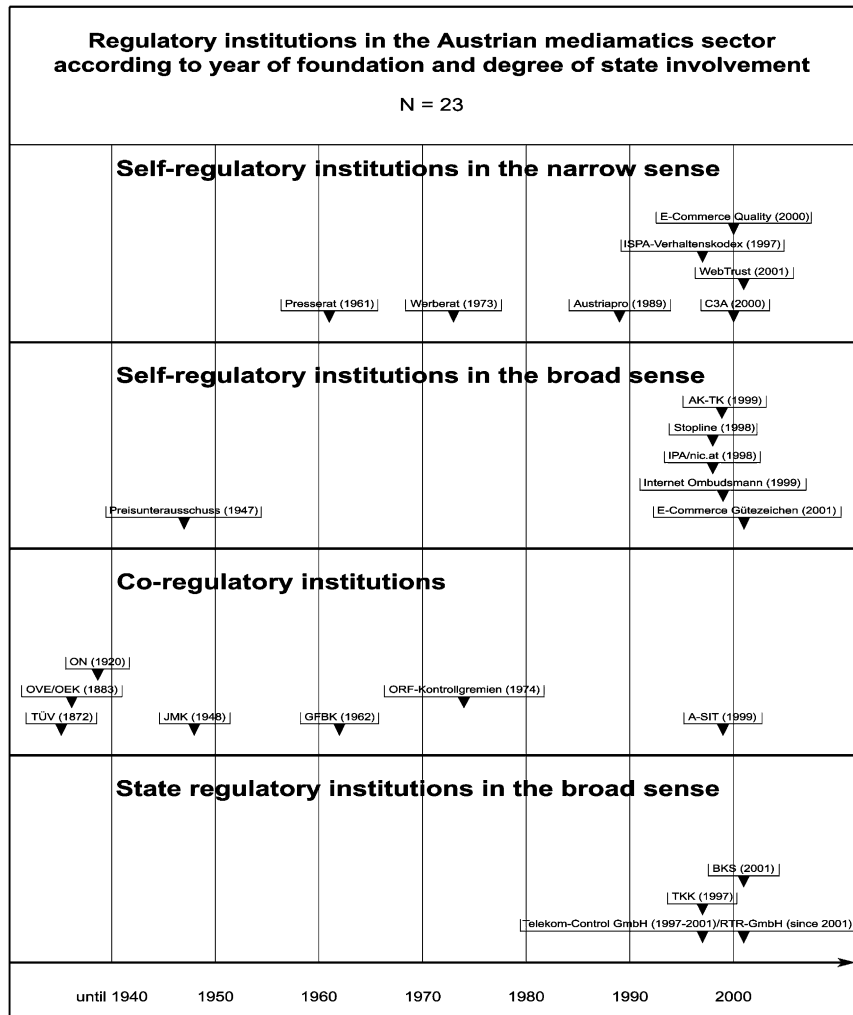 Regulatory institutions in the Austrian mediamatics sector
according to year of foundation and degree of state involvement
N = 23
Self-regulatory institutions in the narrow sense
E-Commerce Quality (2000)
ISPA-Verhaltenskodex (1997)
WebTrust (2001)
Presserat (1961) Werberat (1973) Austriapro (1989) C3A (2000)
Self-regulatory institutions in the broad sense
AK-TK (1999)
Stopline (1998)
IPA/nic.at (1998)
Internet Ombudsmann (1999)
Preisunterausschuss (1947) E-Commerce Gütezeichen (2001)
Co-regulatory institutions
ON (1920)
OVE/OEK (1883) ORF-Kontrollgremien (1974)
TÜV (1872) JMK (1948) GFBK (1962) A-SIT (1999)
State regulatory institutions in the broad sense
BKS (2001)
TKK (1997)
Telekom-Control GmbH (1997-2001)/RTR-GmbH (since 2001)
until 1940 1950 1960 1970 1980 1990 2000